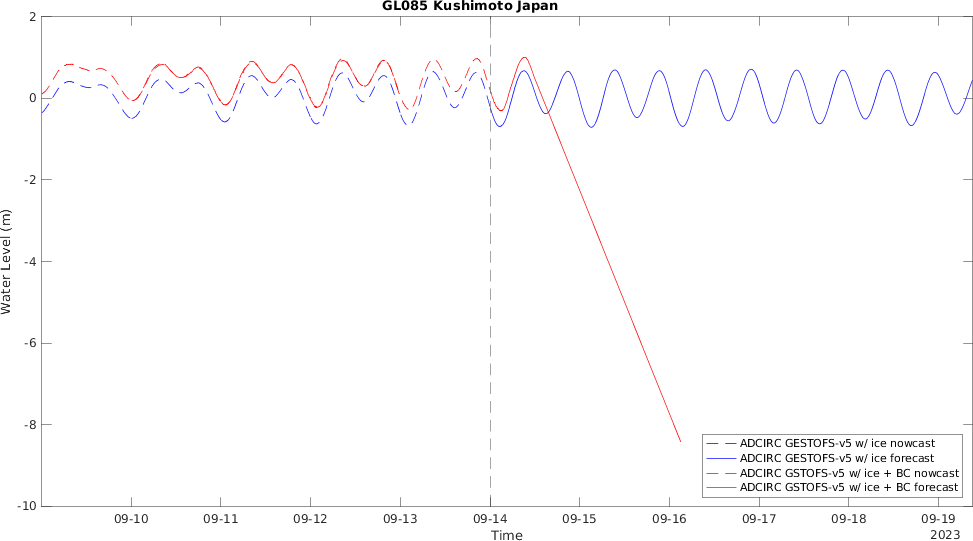 GL085 Kushimoto Japan
2
0
-2
-4
-6
-8
-10
Water Level (m)
ADCIRC GESTOFS-v5 w/ ice nowcast
ADCIRC GESTOFS-v5 w/ ice forecast
ADCIRC GSTOFS-v5 w/ ice + BC nowcast
ADCIRC GSTOFS-v5 w/ ice + BC forecast
09-10 09-11 09-12 09-13 09-14 09-15 09-16 09-17 09-18 09-19
2023
Time